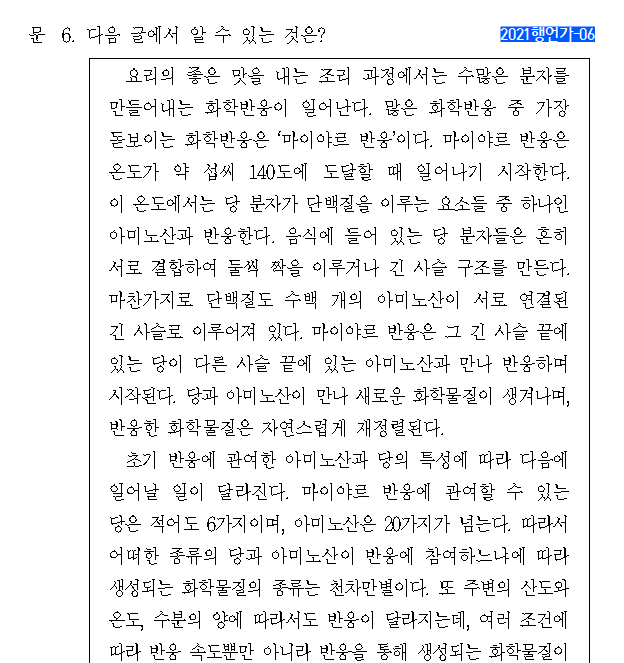 문 6. 다음 글에서 알 수 있는 것은? 2021행언가-06
요리의 좋은 맛을 내는 조리 과정에서는 수많은 분자를
만들어내는 화학반응이 일어난다. 많은 화학반응 중 가장
돋보이는 화학반응은 ‘마이야르 반응’이다. 마이야르 반응은
온도가 약 섭씨 140도에 도달할 때 일어나기 시작한다.
이 온도에서는 당 분자가 단백질을 이루는 요소들 중 하나인
아미노산과 반응한다. 음식에 들어 있는 당 분자들은 흔히
서로 결합하여 둘씩 짝을 이루거나 긴 사슬 구조를 만든다.
마찬가지로 단백질도 수백 개의 아미노산이 서로 연결된
긴 사슬로 이루어져 있다. 마이야르 반응은 그 긴 사슬 끝에
있는 당이 다른 사슬 끝에 있는 아미노산과 만나 반응하며
시작된다. 당과 아미노산이 만나 새로운 화학물질이 생겨나며,
반응한 화학물질은 자연스럽게 재정렬된다.
초기 반응에 관여한 아미노산과 당의 특성에 따라 다음에
일어날 일이 달라진다. 마이야르 반응에 관여할 수 있는
당은 적어도 6가지이며, 아미노산은 20가지가 넘는다. 따라서
어떠한 종류의 당과 아미노산이 반응에 참여하느냐에 따라
생성되는 화학물질의 종류는 천차만별이다. 또 주변의 산도와
온도, 수분의 양에 따라서도 반응이 달라지는데, 여러 조건에
따라 반응 속도뿐만 아니라 반응을 통해 생성되는 화학물질이